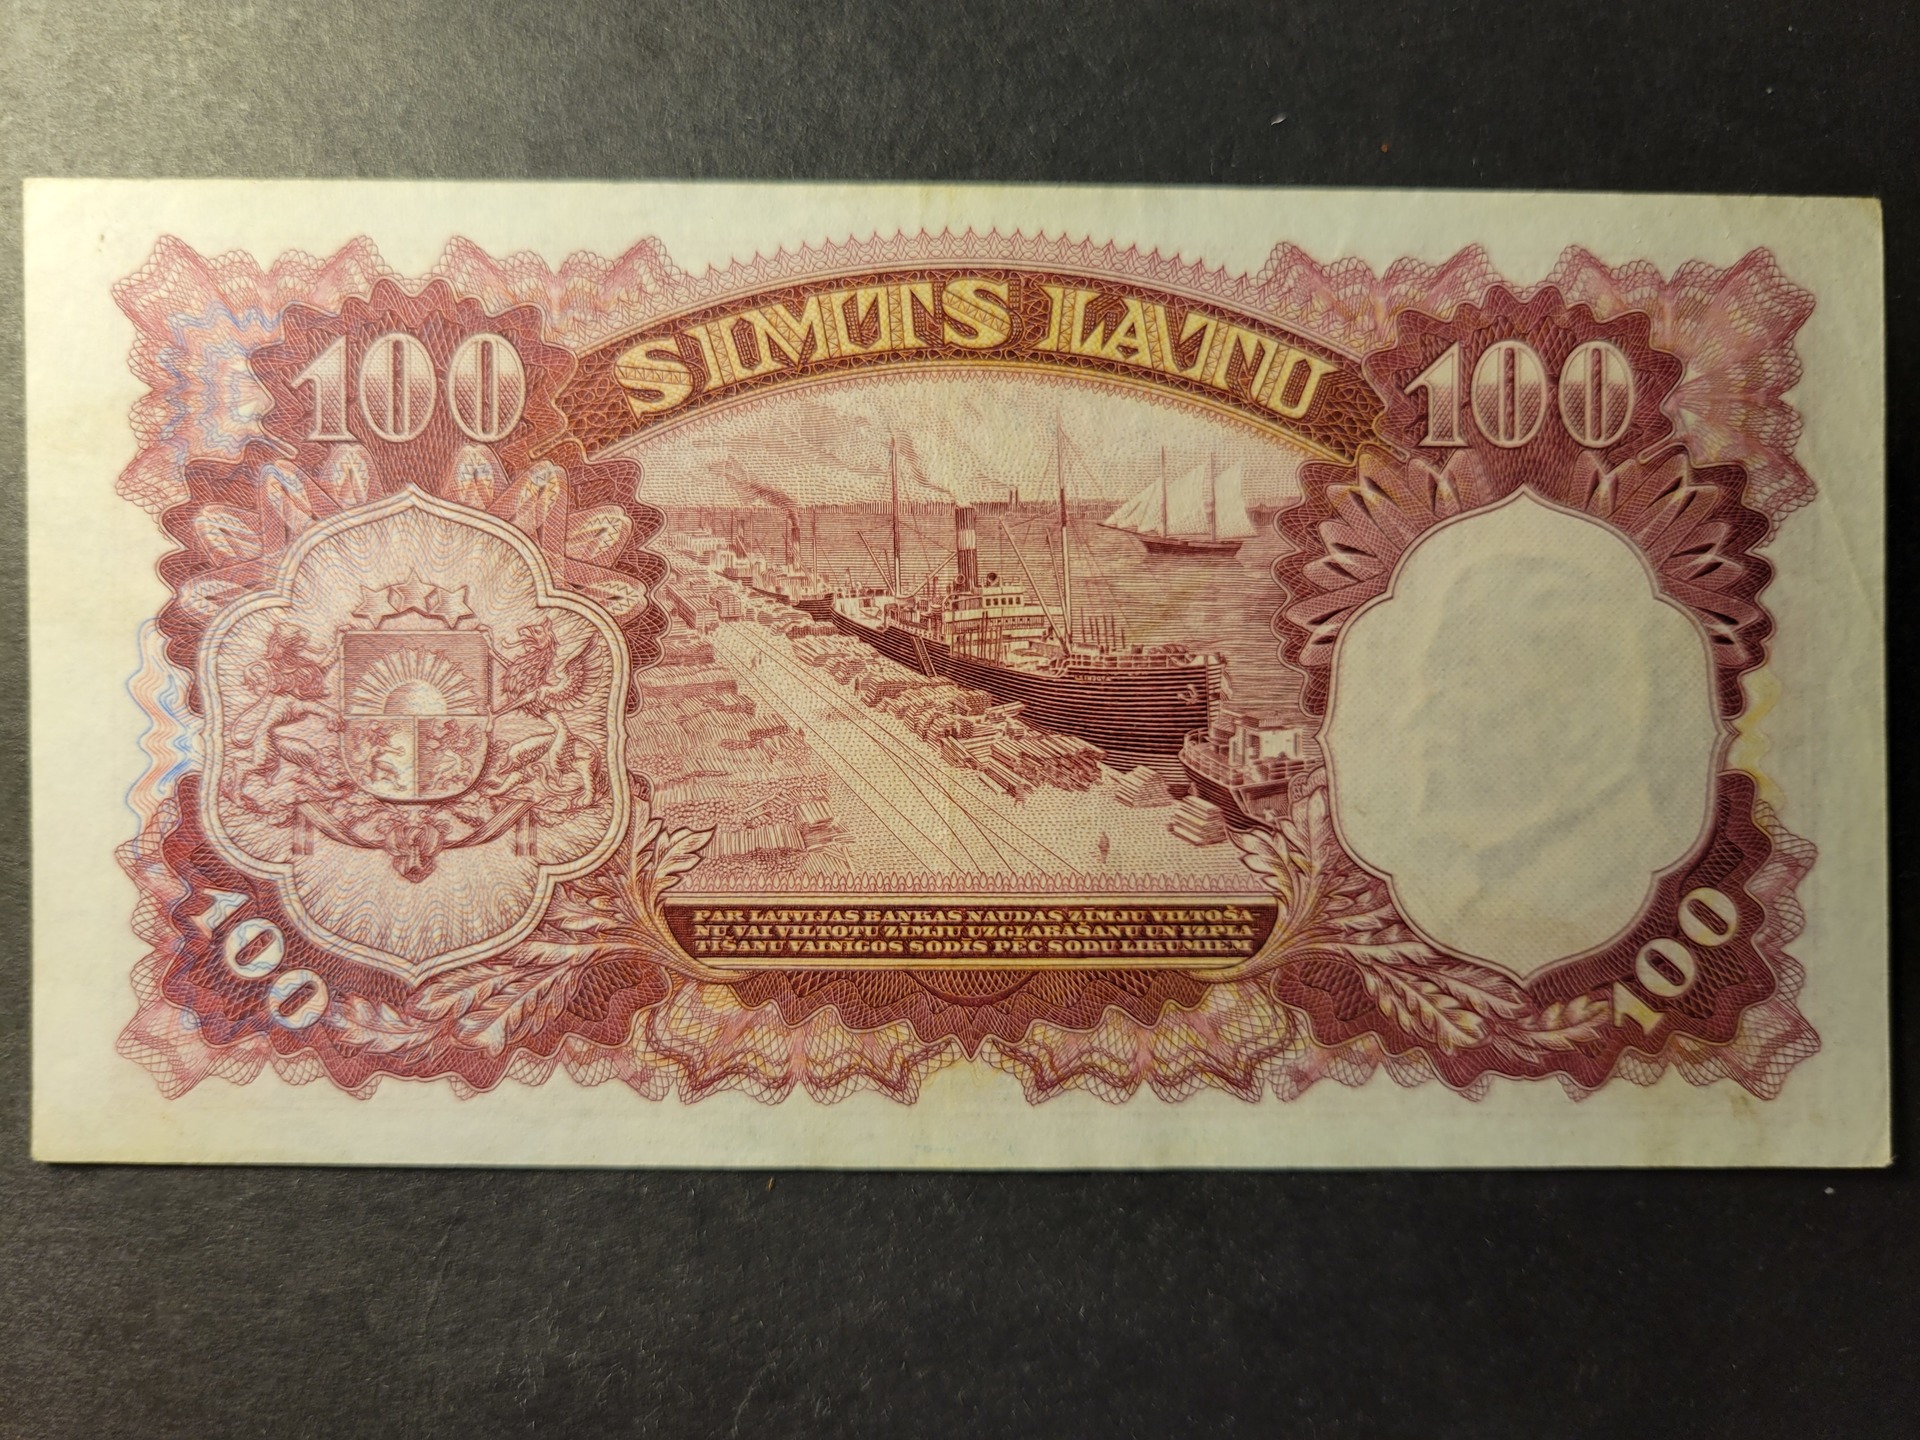 SIMTS LATU
100
100
PAR LATVIJAS BANKAS NAUDAS ZĪMJU VILTOŠA-
NU VAI VILTOTU ZĪMJU UZGLABĀŠANU UN IZPLA-
TĪŠANU VAINĪGOS SODĪS PĒC SODU LIKUMIEM
100
100